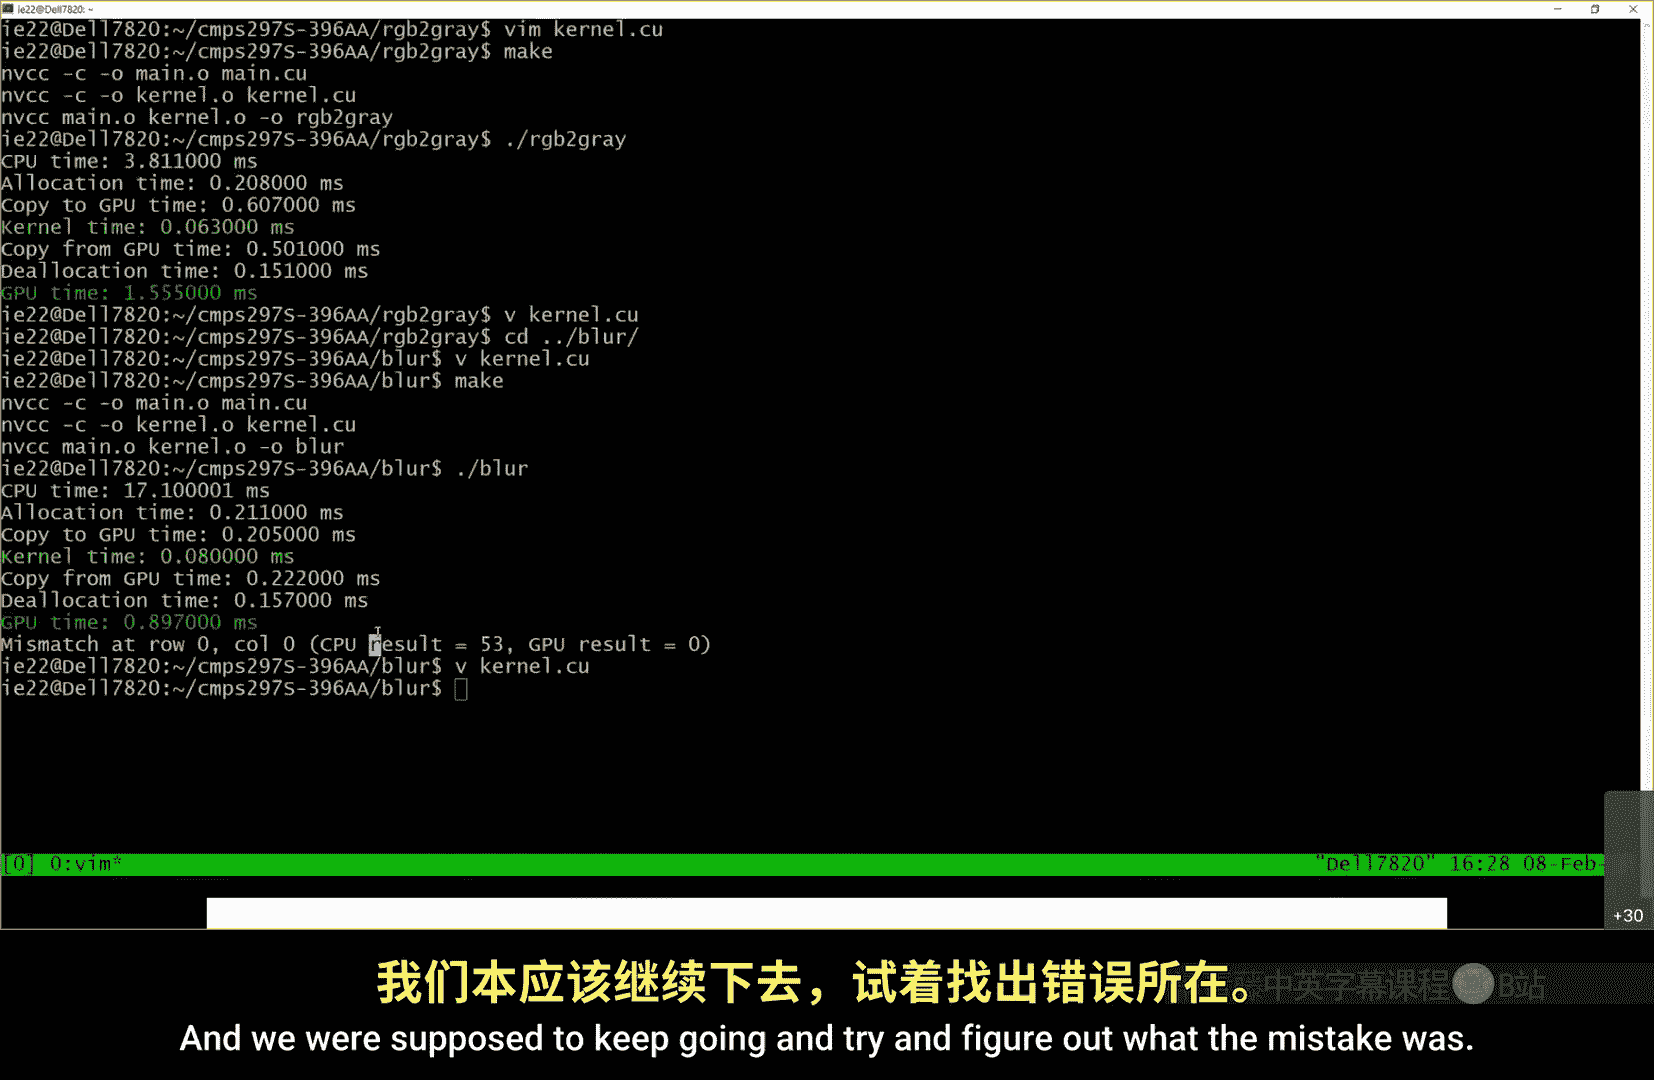 ie22@Dell7820: ~
ie22@Dell7820:~/cmps297S-396AA/rgb2gray$ vim kernel.cu
ie22@Dell7820:~/cmps297S-396AA/rgb2gray$ make
nvcc -c -o main.o main.cu
nvcc -c -o kernel.o kernel.cu
nvcc main.o kernel.o -o rgb2gray
ie22@Dell7820:~/cmps297S-396AA/rgb2gray$ ./rgb2gray
CPU time: 3.811000 ms
Allocation time: 0.208000 ms
Copy to GPU time: 0.607000 ms
Kernel time: 0.063000 ms
Copy from GPU time: 0.501000 ms
Deallocation time: 0.151000 ms
GPU time: 1.555000 ms
ie22@Dell7820:~/cmps297S-396AA/rgb2gray$ v kernel.cu
ie22@Dell7820:~/cmps297S-396AA/rgb2gray$ cd ../blur/
ie22@Dell7820:~/cmps297S-396AA/blur$ v kernel.cu
ie22@Dell7820:~/cmps297S-396AA/blur$ make
nvcc -c -o main.o main.cu
nvcc -c -o kernel.o kernel.cu
nvcc main.o kernel.o -o blur
ie22@Dell7820:~/cmps297S-396AA/blur$ ./blur
CPU time: 17.100001 ms
Allocation time: 0.211000 ms
Copy to GPU time: 0.205000 ms
Kernel time: 0.080000 ms
Copy from GPU time: 0.222000 ms
Deallocation time: 0.157000 ms
GPU time: 0.897000 ms
Mismatch at row 0, col 0 (CPU result = 53, GPU result = 0)
ie22@Dell7820:~/cmps297S-396AA/blur$ v kernel.cu
ie22@Dell7820:~/cmps297S-396AA/blur$
[0] 0:vim* "Dell7820" 16:28 08-Feb-
+30
我们本应该继续下去，试着找出错误所在。
中英字幕课程 B站
And we were supposed to keep going and try and figure out what the mistake was.